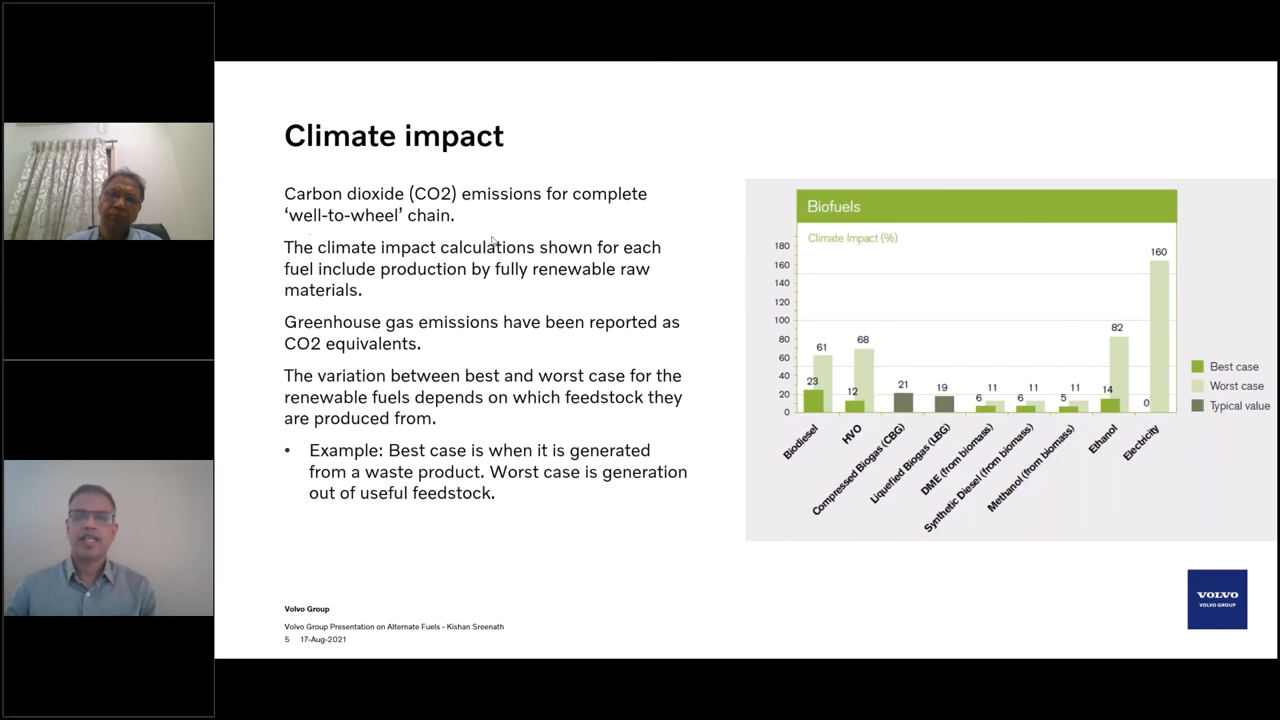 Climate impact
Carbon dioxide (CO2) emissions for complete
‘well-to-wheel’ chain.
The climate impact calculations shown for each
fuel include production by fully renewable raw
materials.
Greenhouse gas emissions have been reported as
CO2 equivalents.
The variation between best and worst case for the
renewable fuels depends on which feedstock they
are produced from.
• Example: Best case is when it is generated
from a waste product. Worst case is generation
out of useful feedstock.
Biofuels
Climate Impact (%)
180
160
140
120
100
80
60
40
20
0
23
61
12
68
21
19
6
11
6
11
5
11
14
82
0
160
Biodiesel
HVO
Compressed Biogas (CBG)
Liquefied Biogas (LBG)
DME (from biomass)
Synthetic Diesel (from biomass)
Methanol (from biomass)
Ethanol
Electricity
Best case
Worst case
Typical value
Volvo Group
Volvo Group Presentation on Alternate Fuels - Kishan Sreenath
5 17-Aug-2021
VOLVO
VOLVO GROUP